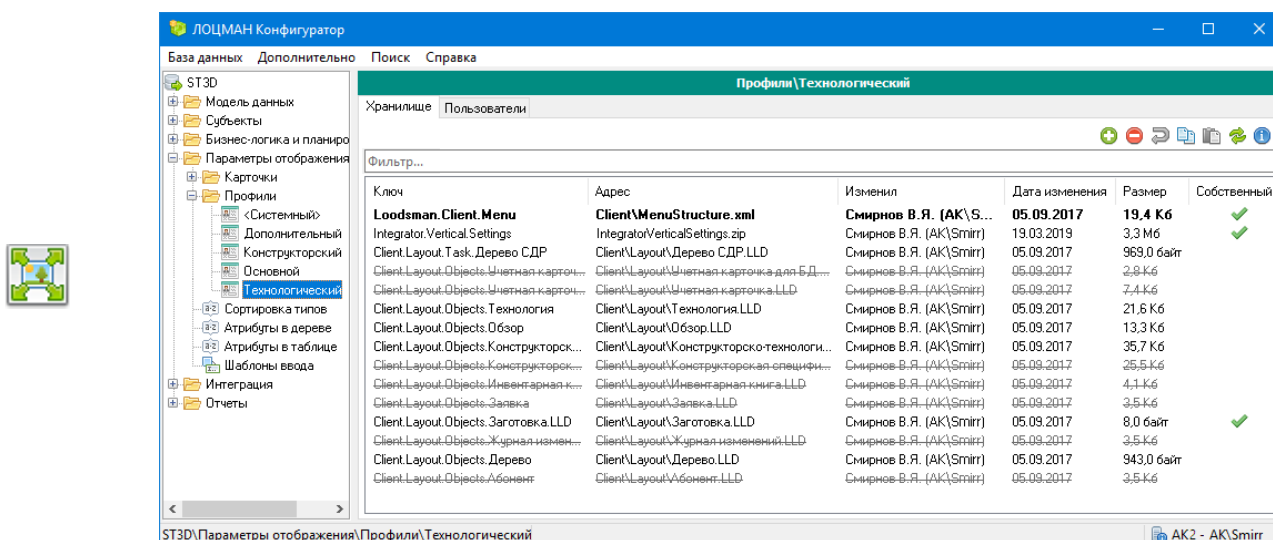 ЛОЦМАН Конфигуратор
База данных Дополнительно Поиск Справка
ST3D
Модель данных
Субъекты
Бизнес-логика и планиро
Параметры отображения
Карточки
Профили
<Системный>
Дополнительный
Конструкторский
Основной
Технологический
Сортировка типов
Атрибуты в дереве
Атрибуты в таблице
Шаблоны ввода
Интеграция
Отчеты
Профили\Технологический
Хранилище Пользователи
Фильтр...
Ключ Адрес Изменил Дата изменения Размер Собственный
Loodsman.Client.Menu Client\MenuStructure.xml Смирнов В.Я. (AK\S... 05.09.2017 19,4 Кб
Integrator.Vertical.Settings IntegratorVerticalSettings.zip Смирнов В.Я. (AK\Smirr) 19.03.2019 3,3 Мб
Client.Layout.Task.Дерево СДР Client\Layout\Дерево СДР.LLD Смирнов В.Я. (AK\Smirr) 05.09.2017 969,0 байт
Client.Layout.Objects.Учетная карточ... Client\Layout\Учетная карточка для БД.... Смирнов В.Я. (AK\Smirr) 05.09.2017 2,8 Кб
Client.Layout.Objects.Учетная карточ... Client\Layout\Учетная карточка.LLD Смирнов В.Я. (AK\Smirr) 05.09.2017 7,4 Кб
Client.Layout.Objects.Технология Client\Layout\Технология.LLD Смирнов В.Я. (AK\Smirr) 05.09.2017 21,6 Кб
Client.Layout.Objects.Обзор Client\Layout\Обзор.LLD Смирнов В.Я. (AK\Smirr) 05.09.2017 13,3 Кб
Client.Layout.Objects.Конструкторск... Client\Layout\Конструкторско-технологи... Смирнов В.Я. (AK\Smirr) 05.09.2017 35,7 Кб
Client.Layout.Objects.Конструкторск... Client\Layout\Конструкторская специфи... Смирнов В.Я. (AK\Smirr) 05.09.2017 25,5 Кб
Client.Layout.Objects.Инвентарная к... Client\Layout\Инвентарная книга.LLD Смирнов В.Я. (AK\Smirr) 05.09.2017 4,1 Кб
Client.Layout.Objects.Заявка Client\Layout\Заявка.LLD Смирнов В.Я. (AK\Smirr) 05.09.2017 3,5 Кб
Client.Layout.Objects.Заготовка.LLD Client\Layout\Заготовка.LLD Смирнов В.Я. (AK\Smirr) 05.09.2017 8,0 байт
Client.Layout.Objects.Журнал измен... Client\Layout\Журнал изменений.LLD Смирнов В.Я. (AK\Smirr) 05.09.2017 3,5 Кб
Client.Layout.Objects.Дерево Client\Layout\Дерево.LLD Смирнов В.Я. (AK\Smirr) 05.09.2017 943,0 байт
Client.Layout.Objects.Абонент Client\Layout\Абонент.LLD Смирнов В.Я. (AK\Smirr) 05.09.2017 3,5 Кб
ST3D\Параметры отображения\Профили\Технологический AK2 - AK\Smirr